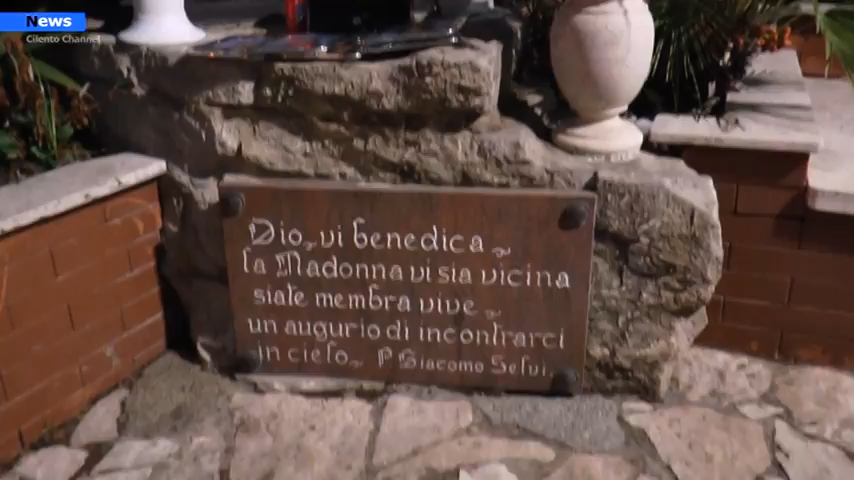 News
Cilento Channel
Dio, vi benedica
la Madonna vi sia vicina
siate membra vive
un augurio di incontrarci
in cielo P Giacomo Selvi.